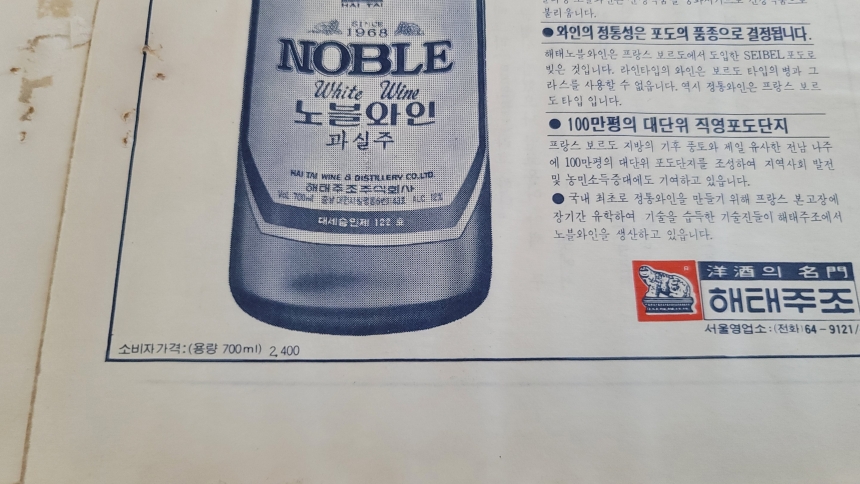 HAI TAI
SINCE
1968
NOBLE
White Wine
노블와인
과실주
HAI TAI WINE & DISTILLERY CO.LTD.
해태주조주식회사
VOL. 700ml ALC 12%
대세승인제 122 호
소비자가격:(용량 700ml) 2,400
불리웁니다.
● 와인의 정통성은 포도의 품종으로 결정됩니다.
해태노블와인은 프랑스 보르도에서 도입한 SEIBEL 포도로
빚은 것입니다. 라인타입의 와인은 보르도 타입의 병과 그
라스를 사용할 수 없읍니다. 역시 정통와인은 프랑스 보르
도타입 입니다.
● 100만평의 대단위 직영포도단지
프랑스 보르도 지방의 기후 풍토와 제일 유사한 전남 나주
에 100만평의 대단위 포도단지를 조성하여 지역사회 발전
및 농민소득증대에도 기여하고 있읍니다.
● 국내 최초로 정통와인을 만들기 위해 프랑스 본고장에
장기간 유학하여 기술을 습득한 기술진들이 해태주조에서
노블와인을 생산하고 있읍니다.
洋酒의 名門
해태주조
서울영업소:(전화)64-9121/